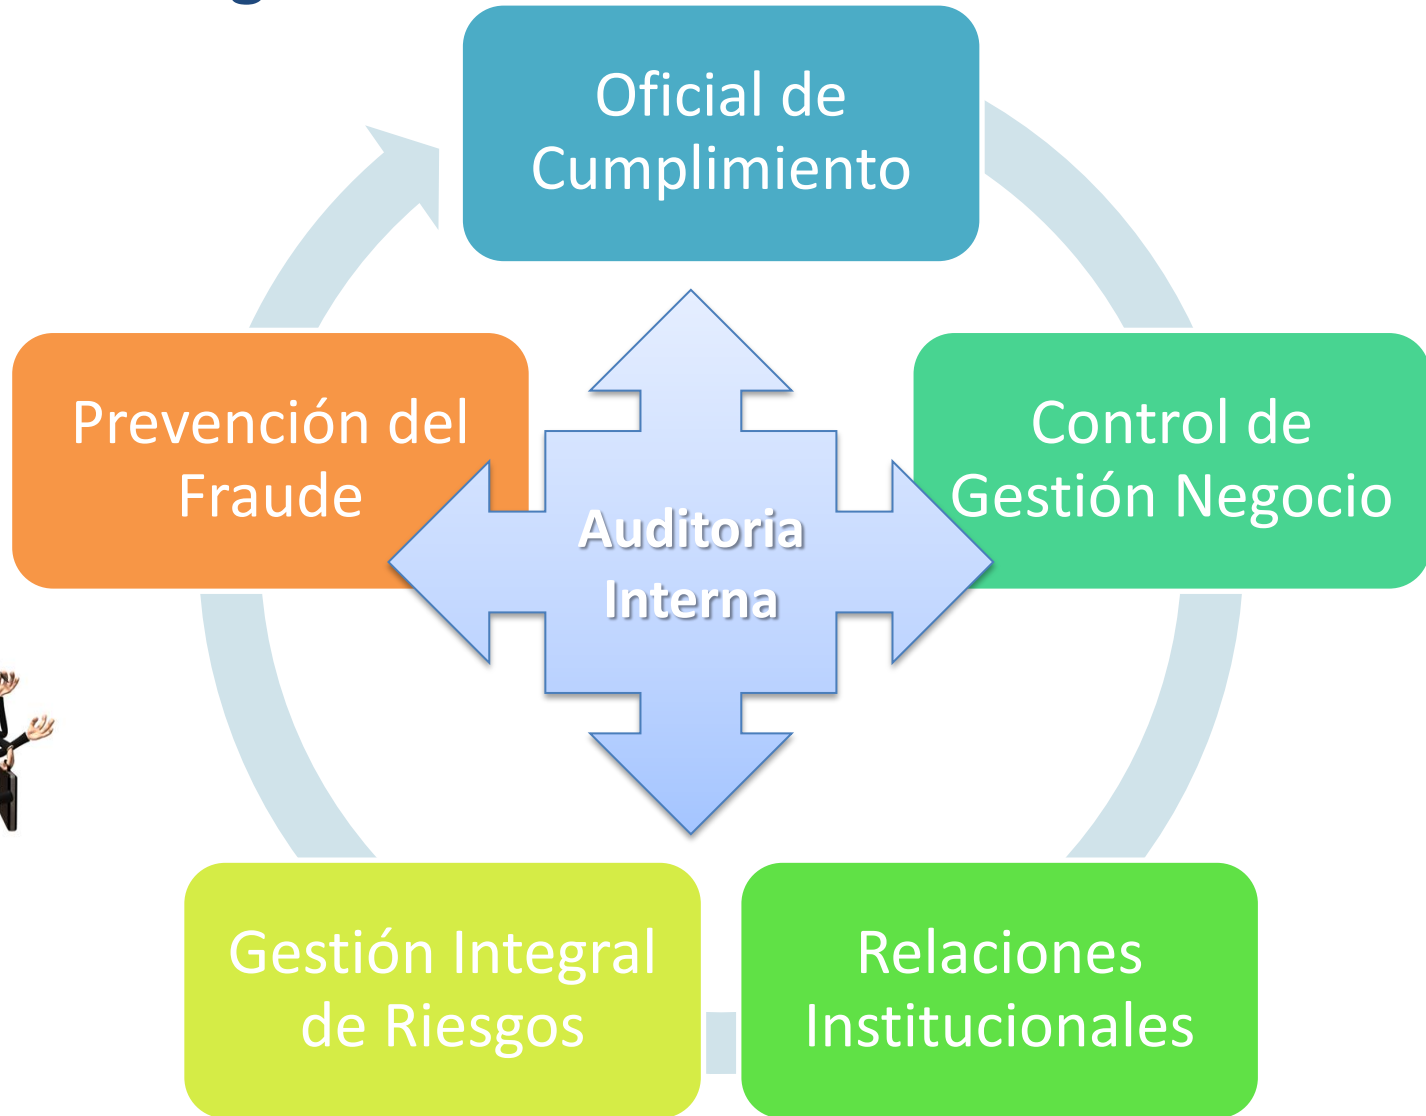 Oficial de
Cumplimiento
Prevención del
Fraude
Control de
Gestión Negocio
Auditoria
Interna
Gestión Integral
de Riesgos
Relaciones
Institucionales